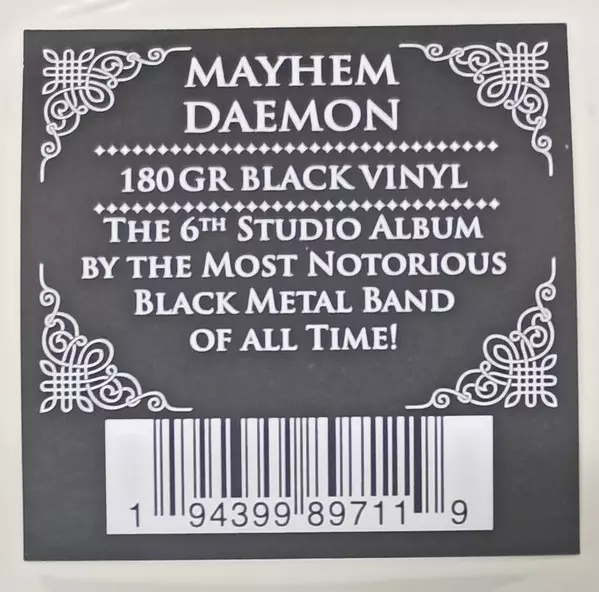 MAYHEM
DAEMON
180 GR BLACK VINYL
THE 6TH STUDIO ALBUM
BY THE MOST NOTORIOUS
BLACK METAL BAND
OF ALL TIME!
1 94399 89711 9